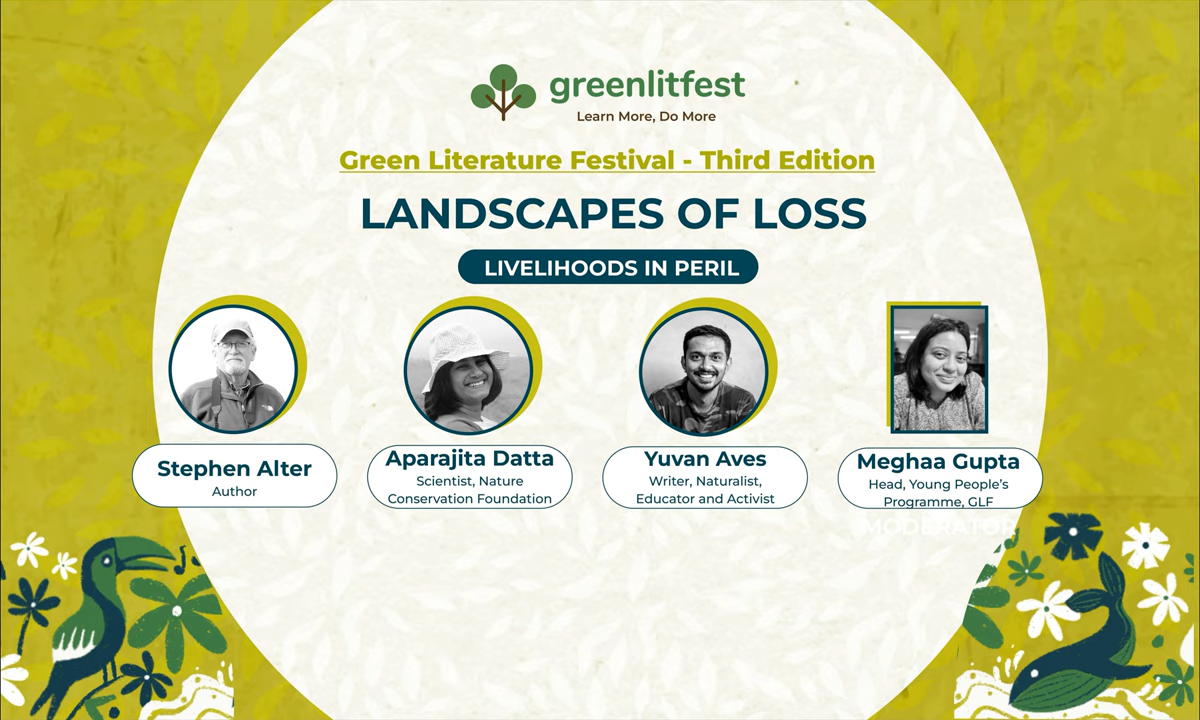 greenlitfest
Learn More, Do More
Green Literature Festival - Third Edition
LANDSCAPES OF LOSS
LIVELIHOODS IN PERIL
Stephen Alter
Author
Aparajita Datta
Scientist, Nature
Conservation Foundation
Yuvan Aves
Writer, Naturalist,
Educator and Activist
Meghaa Gupta
Head, Young People's
Programme, GLF
MODERATOR